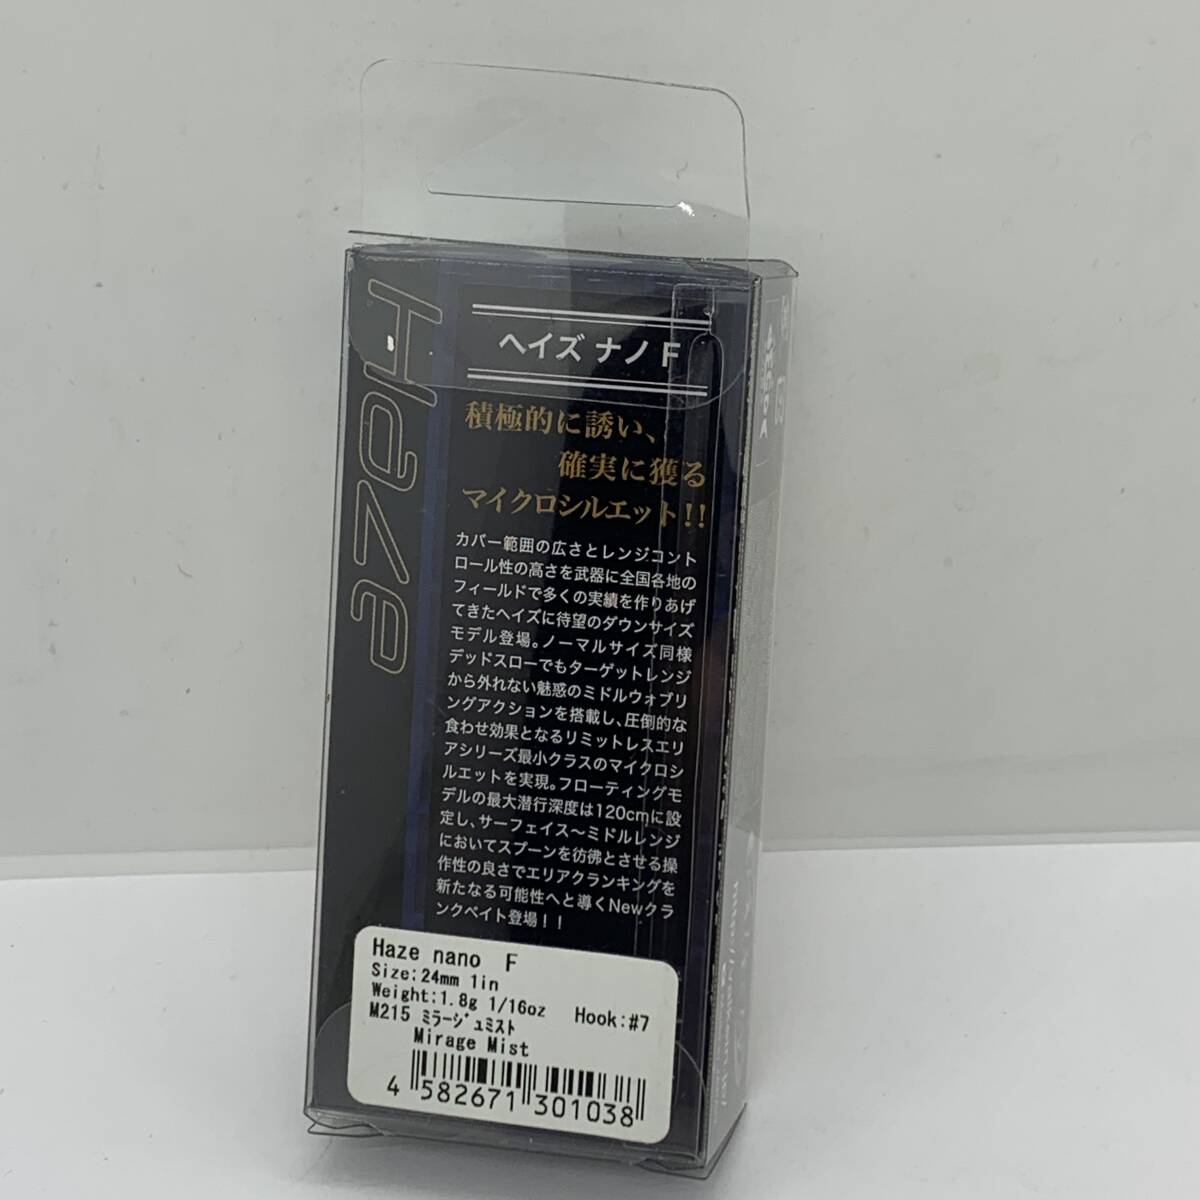 Haze
ヘイズ ナノ F
積極的に誘い、
確実に獲る
マイクロシルエット!!
カバー範囲の広さとレンジコント
ロール性の高さを武器に全国各地の
フィールドで多くの実績を作りあげ
てきたヘイズに待望のダウンサイズ
モデル登場。ノーマルサイズ同様
デッドスローでもターゲットレンジ
から外れない魅惑のミドルウォブリ
ングアクションを搭載し、圧倒的な
食わせ効果となるリミットレスエリ
アシリーズ最小クラスのマイクロシ
ルエットを実現。フローティングモ
デルの最大潜行深度は120cmに設
定し、サーフェイス〜ミドルレンジ
においてスプーンを彷彿とさせる操
作性の良さでエリアクランキングを
新たなる可能性へと導くNewクラ
ンクベイト登場!!
Haze nano F
Size:24mm 1in
Weight:1.8g 1/16oz Hook:#7
M215 ミラージュミスト
Mirage Mist
4 582671 301038